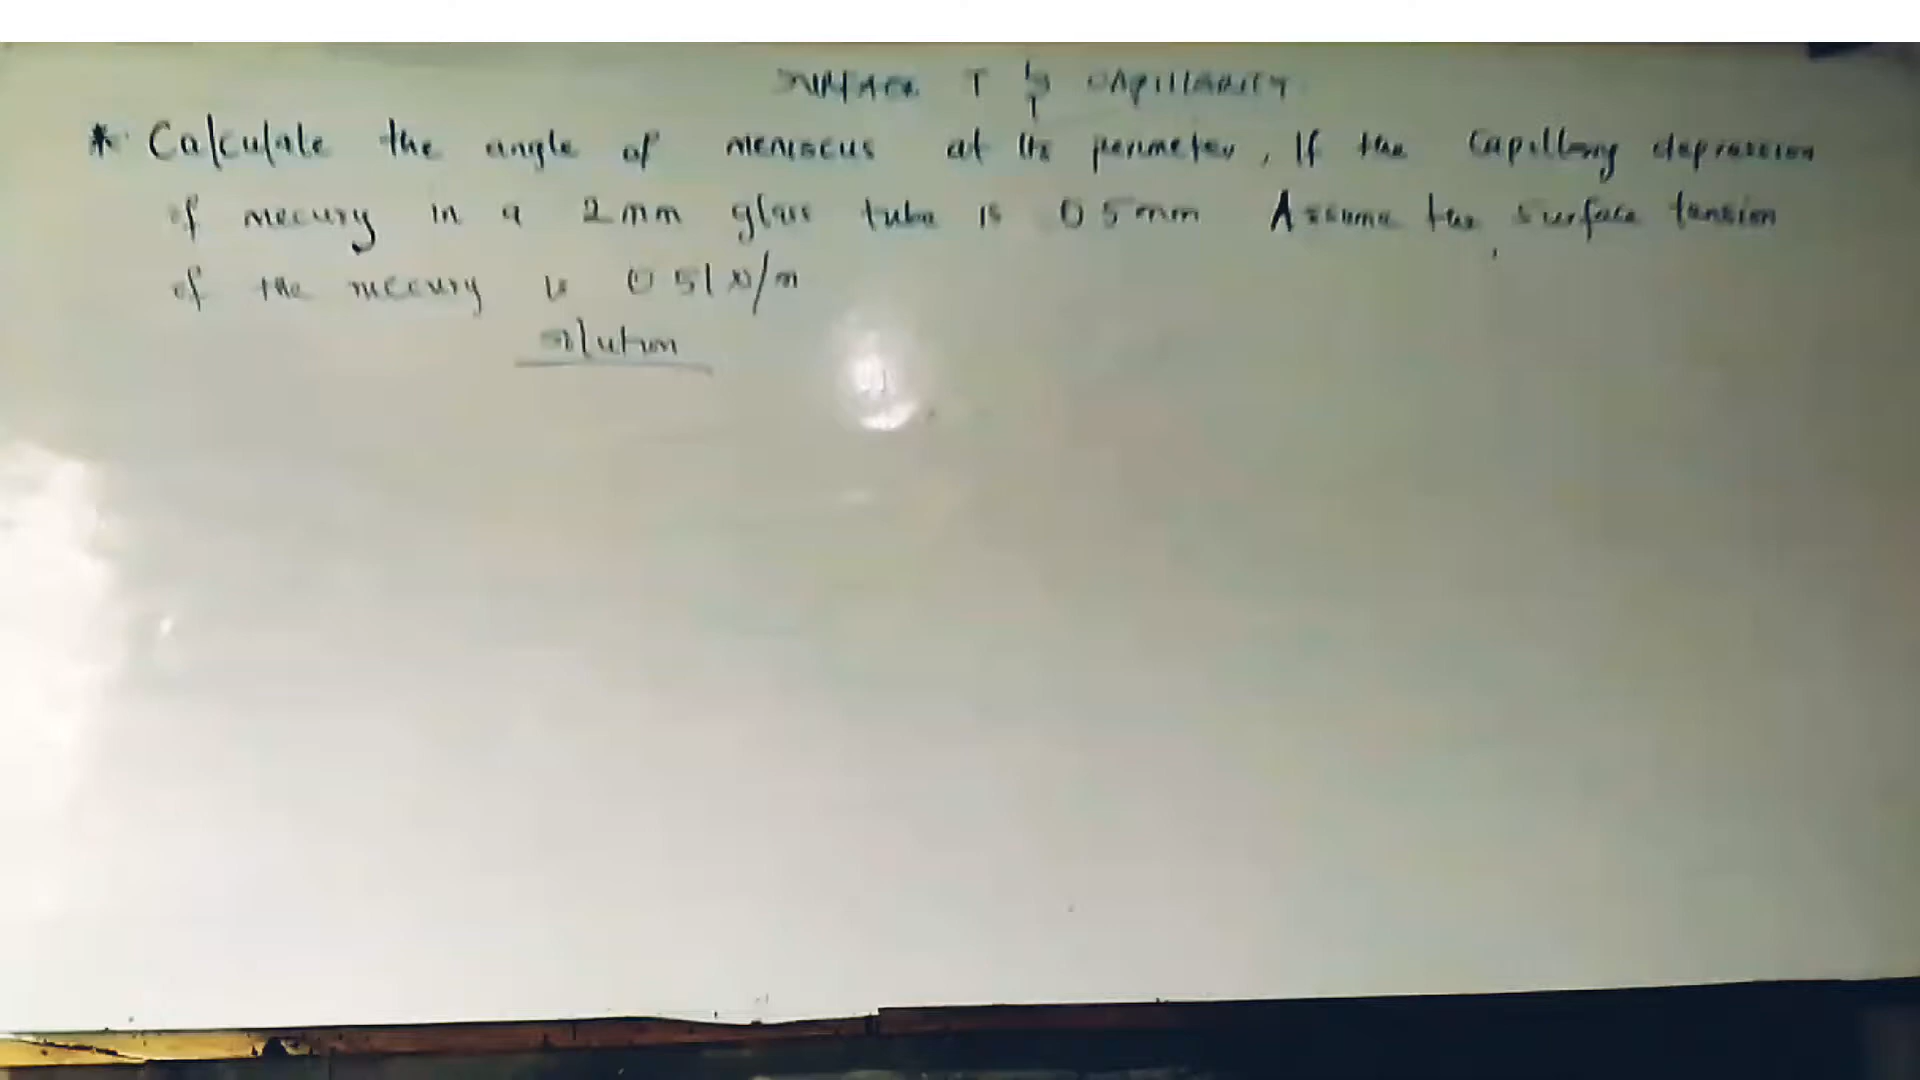 SURFACE T & CAPILLARITY
* Calculate the angle of meniscus at its perimeter, If the capillary depression
of mecury in a 2mm glass tube is 0.5mm Assume the surface tension
of the mecury is 0.51N/m
Solution